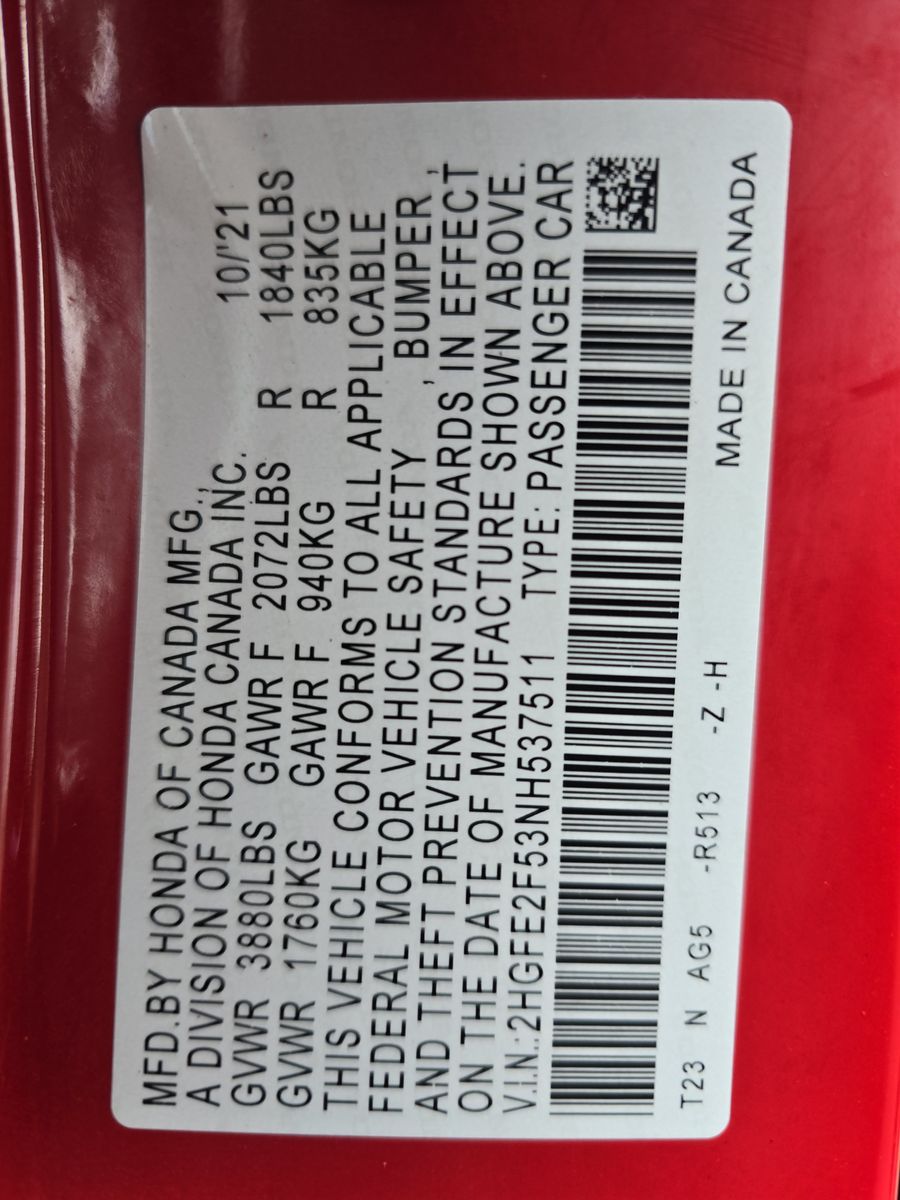 MFD.BY HONDA OF CANADA MFG.,
A DIVISION OF HONDA CANADA INC. 10/'21
GVWR 3880LBS GAWR F 2072LBS R 1840LBS
GVWR 1760KG GAWR F 940KG R 835KG
THIS VEHICLE CONFORMS TO ALL APPLICABLE
FEDERAL MOTOR VEHICLE SAFETY , BUMPER ,
AND THEFT PREVENTION STANDARDS IN EFFECT
ON THE DATE OF MANUFACTURE SHOWN ABOVE.
V.I.N.:2HGFE2F53NH537511 TYPE: PASSENGER CAR
T23 N AG5 -R513 -Z -H
MADE IN CANADA